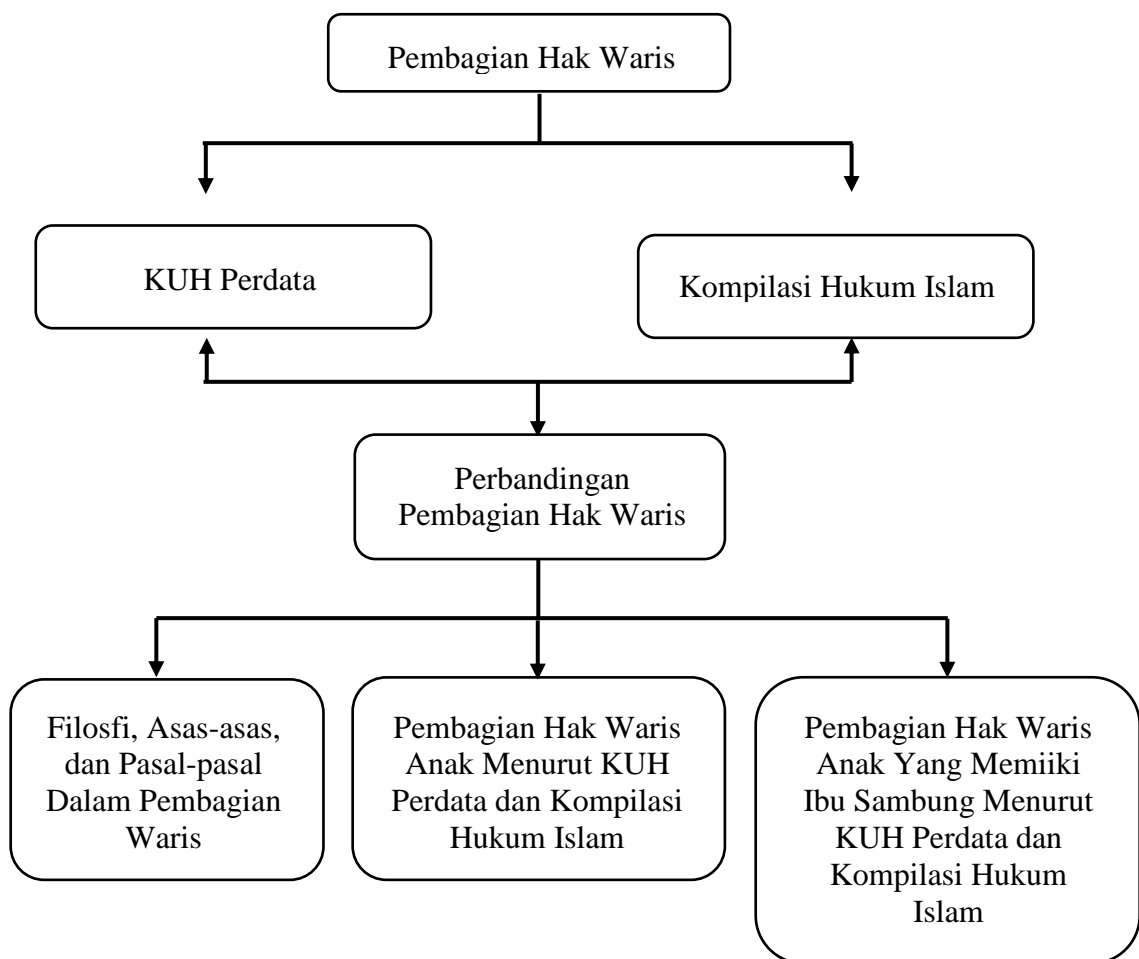 Pembagian Hak Waris
KUH Perdata
Kompilasi Hukum Islam
Perbandingan
Pembagian Hak Waris
Filosfi, Asas-asas,
dan Pasal-pasal
Dalam Pembagian
Waris
Pembagian Hak Waris
Anak Menurut KUH
Perdata dan Kompilasi
Hukum Islam
Pembagian Hak Waris
Anak Yang Memiiki
Ibu Sambung Menurut
KUH Perdata dan
Kompilasi Hukum
Islam